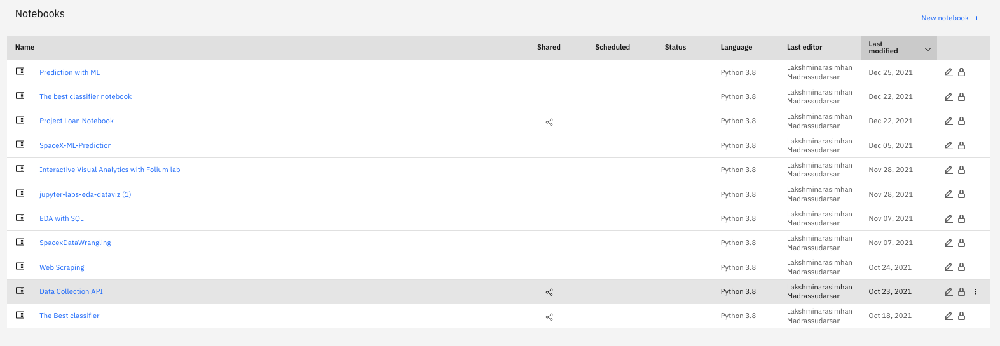 Notebooks
New notebook +
Name Shared Scheduled Status Language Last editor Last modified
Prediction with ML Python 3.8 Lakshminarasimhan Madrassudarsan Dec 25, 2021
The best classifier notebook Python 3.8 Lakshminarasimhan Madrassudarsan Dec 22, 2021
Project Loan Notebook Python 3.8 Lakshminarasimhan Madrassudarsan Dec 22, 2021
SpaceX-ML-Prediction Python 3.8 Lakshminarasimhan Madrassudarsan Dec 05, 2021
Interactive Visual Analytics with Folium lab Python 3.8 Lakshminarasimhan Madrassudarsan Nov 28, 2021
jupyter-labs-eda-dataviz (1) Python 3.8 Lakshminarasimhan Madrassudarsan Nov 28, 2021
EDA with SQL Python 3.8 Lakshminarasimhan Madrassudarsan Nov 07, 2021
SpacexDataWrangling Python 3.8 Lakshminarasimhan Madrassudarsan Nov 07, 2021
Web Scraping Python 3.8 Lakshminarasimhan Madrassudarsan Oct 24, 2021
Data Collection API Python 3.8 Lakshminarasimhan Madrassudarsan Oct 23, 2021
The Best classifier Python 3.8 Lakshminarasimhan Madrassudarsan Oct 18, 2021